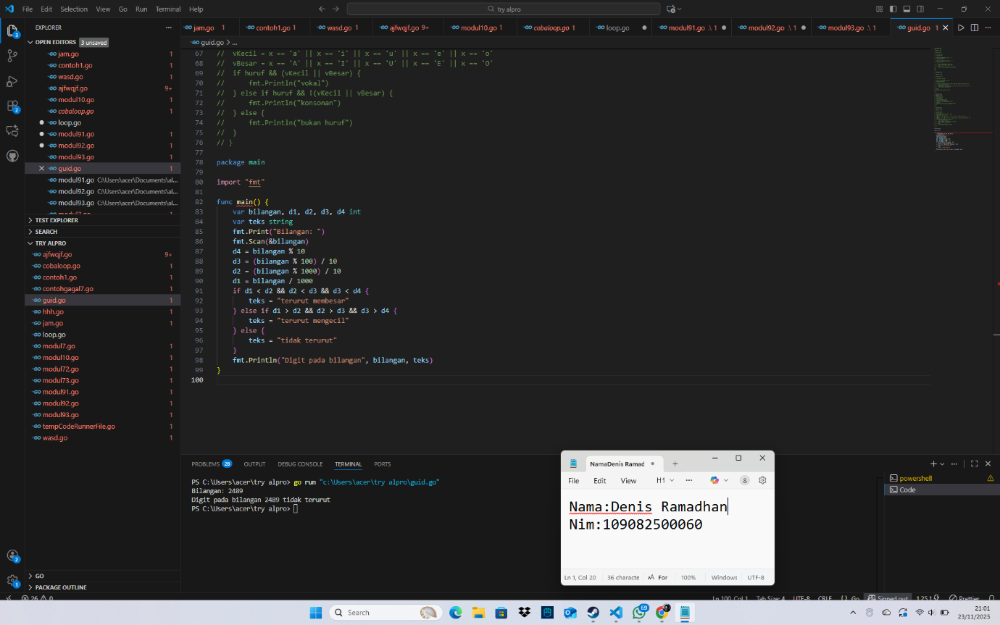 File Edit Selection View Go Run Terminal Help
try alpro
EXPLORER
OPEN EDITORS 3 unsaved
jam.go 1
contoh1.go 1
wasd.go 1
ajfwqjf.go 9+
modul10.go 1
cobaloop.go 1
loop.go
modul91.go 1
modul92.go 1
modul93.go 1
guid.go 1
modul91.go C:\Users\acer\Documents\al...
modul92.go C:\Users\acer\Documents\al...
modul93.go C:\Users\acer\Documents\al...
TEST EXPLORER
SEARCH
TRY ALPRO
ajfwqjf.go 9+
cobaloop.go 1
contoh1.go 1
contohgagal7.go 1
guid.go 1
hhh.go 1
jam.go 1
loop.go
modul7.go 1
modul10.go 1
modul72.go 1
modul73.go 1
modul91.go 1
modul92.go 1
modul93.go 1
tempCodeRunnerFile.go 1
wasd.go 1
GO
PACKAGE OUTLINE
jam.go 1 contoh1.go 1 wasd.go 1 ajfwqjf.go 9+ modul10.go 1 cobaloop.go 1 loop.go modul91.go .\ 1 modul92.go .\ 1 modul93.go .\ 1 guid.go 1
guid.go > ...
67 // vKecil = x == 'a' || x == 'i' || x == 'u' || x == 'e' || x == 'o'
68 // vBesar = x == 'A' || x == 'I' || x == 'U' || x == 'E' || x == 'O'
69 // if huruf && (vKecil || vBesar) {
70 // fmt.Println("vokal")
71 // } else if huruf && !(vKecil || vBesar) {
72 // fmt.Println("konsonan")
73 // } else {
74 // fmt.Println("bukan huruf")
75 // }
76 // }
77
78 package main
79
80 import "fmt"
81
82 func main() {
83 var bilangan, d1, d2, d3, d4 int
84 var teks string
85 fmt.Print("Bilangan: ")
86 fmt.Scan(&bilangan)
87 d4 = bilangan % 10
88 d3 = (bilangan % 100) / 10
89 d2 = (bilangan % 1000) / 10
90 d1 = bilangan / 1000
91 if d1 < d2 && d2 < d3 && d3 < d4 {
92 teks = "terurut membesar"
93 } else if d1 > d2 && d2 > d3 && d3 > d4 {
94 teks = "terurut mengecil"
95 } else {
96 teks = "tidak terurut"
97 }
98 fmt.Println("Digit pada bilangan", bilangan, teks)
99 }
100
PROBLEMS 26 OUTPUT DEBUG CONSOLE TERMINAL PORTS
PS C:\Users\acer\try alpro> go run "c:\Users\acer\try alpro\guid.go"
Bilangan: 2489
Digit pada bilangan 2489 tidak terurut
PS C:\Users\acer\try alpro>
powershell
Code
NamaDenis Ramad
File Edit View H1
Nama:Denis Ramadhan
Nim:109082500060
Ln 1, Col 20 36 characte For 100% Windows UTF-8
26 0
Ln 100, Col 1 Tab Size: 4 UTF-8 CRLF Go Signed out 1.25.1 Prettier
Search
69
21:01
23/11/2025